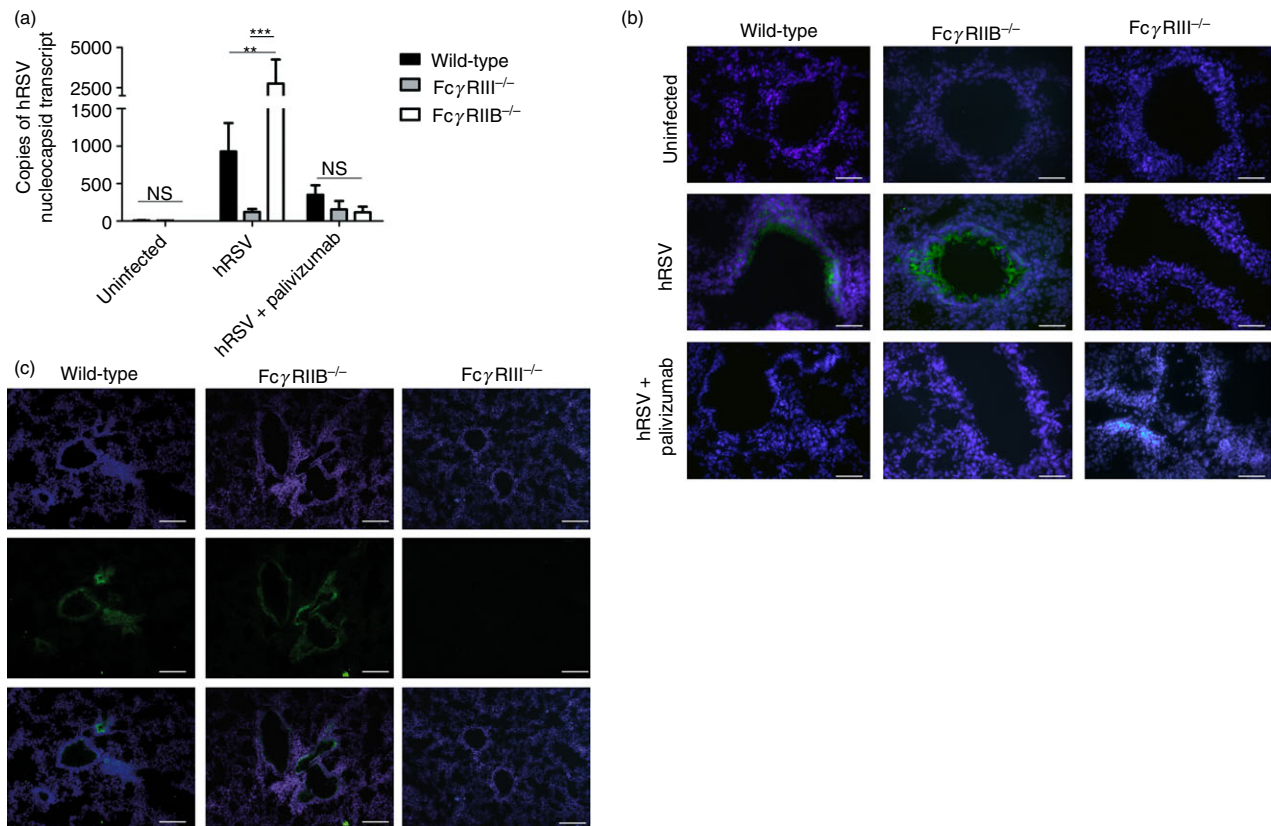 (a)
Copies of hRSV
nucleocapsid transcript
5000
2500
1500
1000
500
0
NS
**
***
NS
Uninfected
hRSV
hRSV + palivizumab
Wild-type
FcγRIII–/–
FcγRIIB–/–
(b)
Wild-type
FcγRIIB–/–
FcγRIII–/–
Uninfected
hRSV
hRSV +
palivizumab
(c)
Wild-type
FcγRIIB–/–
FcγRIII–/–